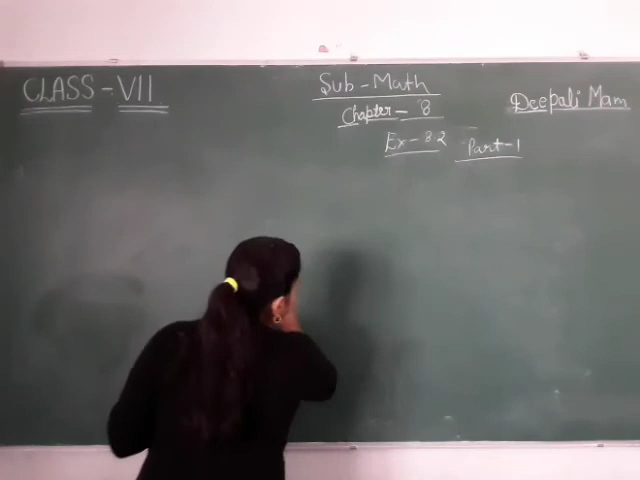 CLASS - VII
Sub - Math
Deepali Mam
Chapter - 8
Ex - 8.2 Part - 1